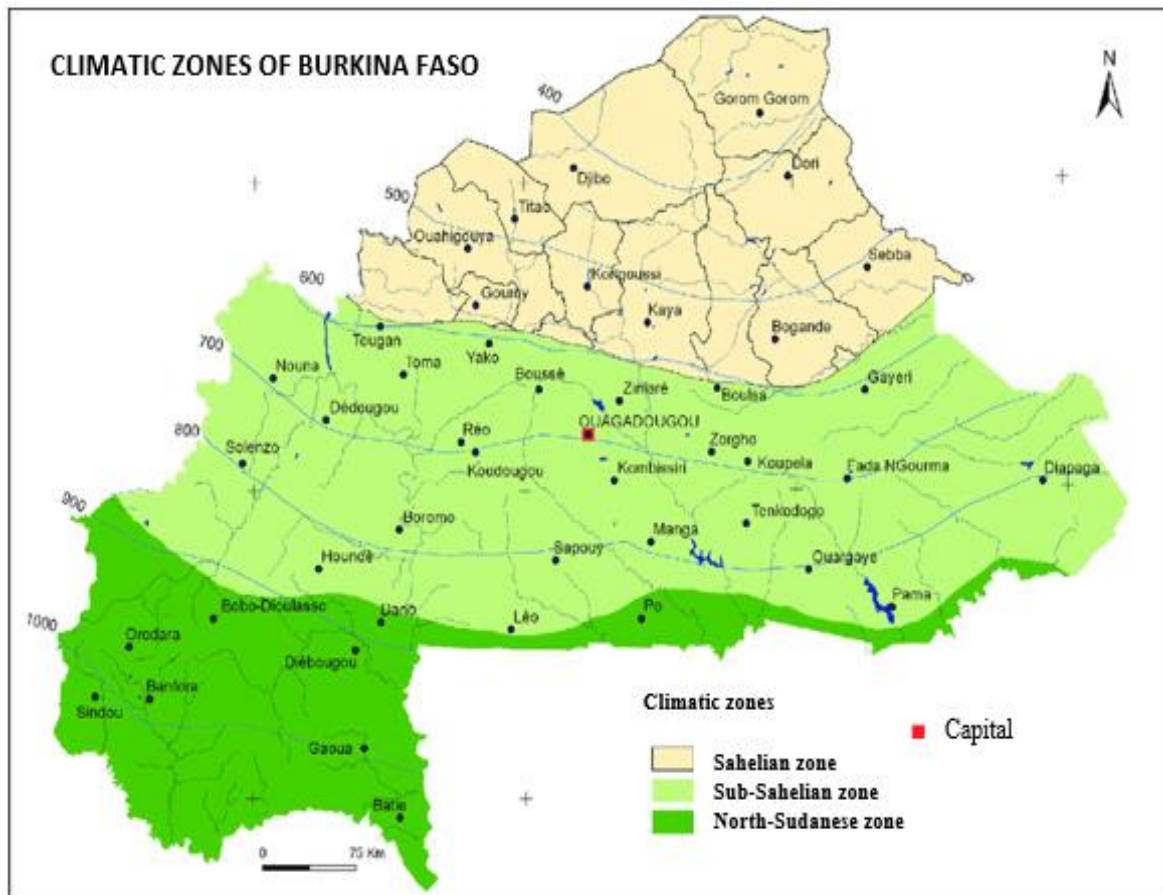 CLIMATIC ZONES OF BURKINA FASO
N
400
Gorom Gorom
Dori
Djibo
500
Titao
Ouahigouya
Sebba
Kongoussi
600
Gourcy
Kaya
Bogande
Tougan
Yako
700
Nouna
Toma
Boussé
Ziniaré
Boulsa
Gayeri
Dédougou
OUAGADOUGOU
800
Réo
Zorgho
Solenzo
Koudougou
Kombissiri
Koupela
Fada NGourma
Diapaga
900
Boromo
Tenkodogo
Manga
Houndé
Sapouy
Ouargaye
Pama
1000
Bobo-Dioulasso
Dano
Léo
Po
Orodara
Diébougou
Banfora
Sindou
Gaoua
Batie
Climatic zones
Capital
Sahelian zone
Sub-Sahelian zone
North-Sudanese zone
0 75 Km